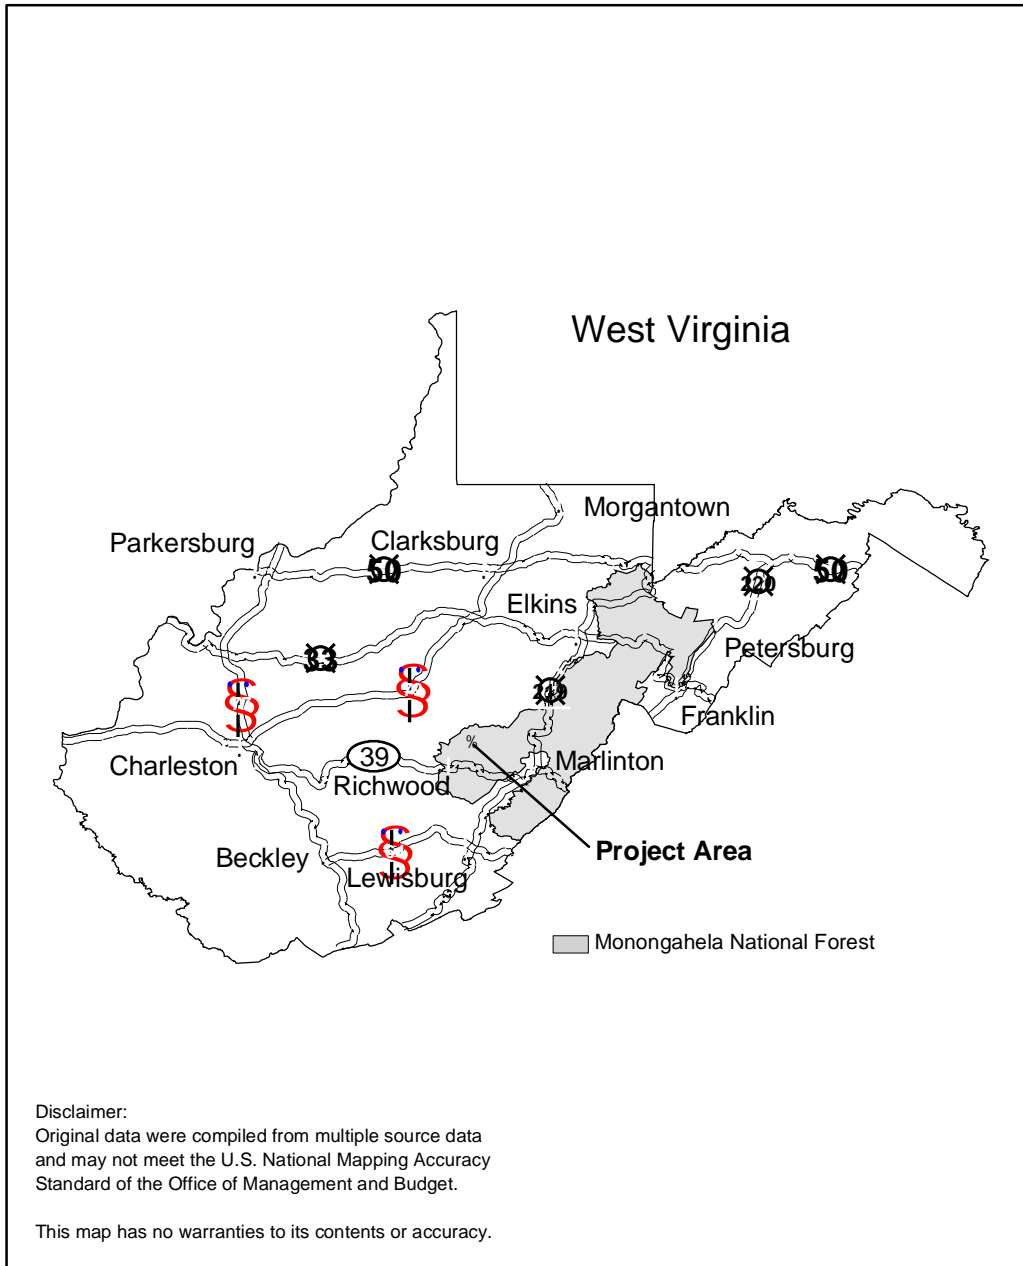 West Virginia
Morgantown
Parkersburg
Clarksburg
50
50
220
Elkins
Petersburg
33
219
Franklin
%
39
Charleston
Marlinton
Richwood
Project Area
Beckley
Lewisburg
Monongahela National Forest
Disclaimer:
Original data were compiled from multiple source data
and may not meet the U.S. National Mapping Accuracy
Standard of the Office of Management and Budget.
This map has no warranties to its contents or accuracy.